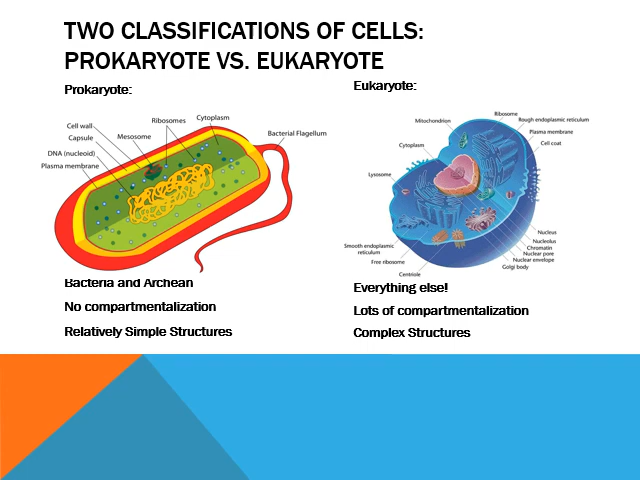 TWO CLASSIFICATIONS OF CELLS:
PROKARYOTE VS. EUKARYOTE
Prokaryote:
Cell wall
Capsule
DNA (nucleoid)
Plasma membrane
Mesosome
Ribosomes
Cytoplasm
Bacterial Flagellum
Bacteria and Archean
No compartmentalization
Relatively Simple Structures
Eukaryote:
Mitochondrion
Cytoplasm
Lysosome
Smooth endoplasmic
reticulum
Free ribosome
Centriole
Ribosome
Rough endoplasmic reticulum
Plasma membrane
Cell coat
Nucleus
Nucleolus
Chromatin
Nuclear pore
Nuclear envelope
Golgi body
Everything else!
Lots of compartmentalization
Complex Structures